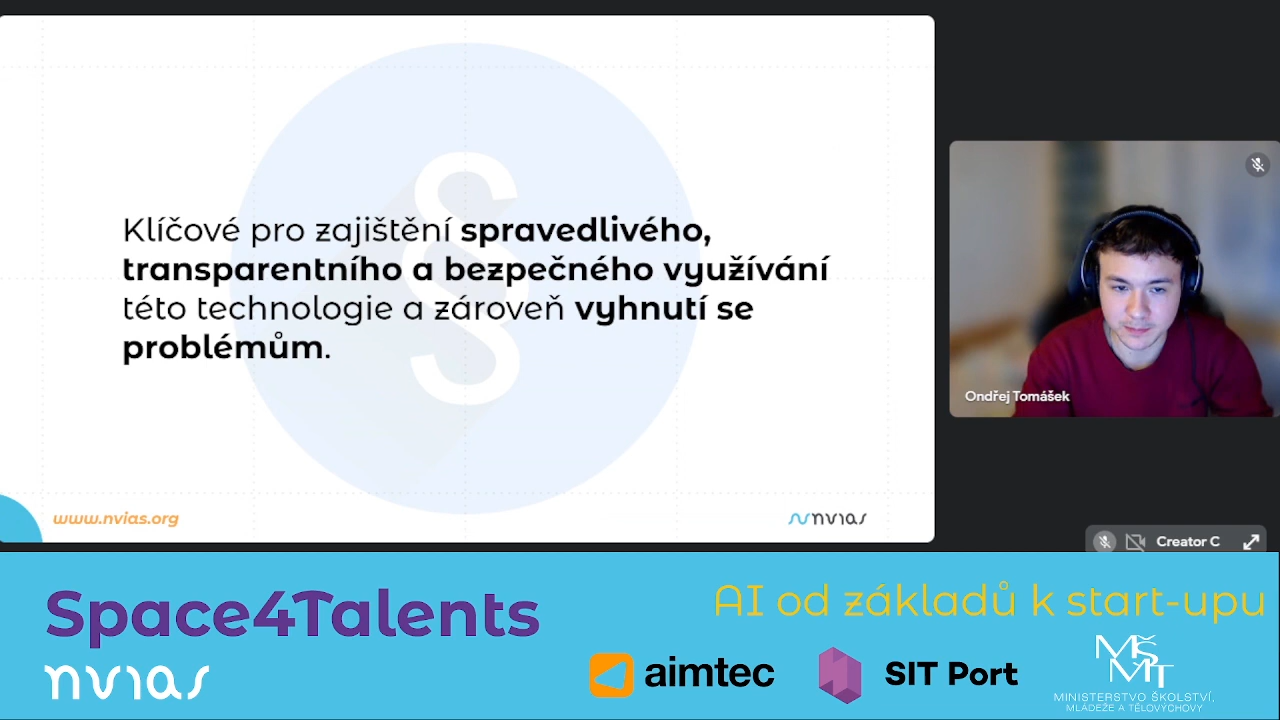 Klíčové pro zajištění spravedlivého,
transparentního a bezpečného využívání
této technologie a zároveň vyhnutí se
problémům.
§
www.nvias.org
nvias
Ondřej Tomášek
Creator C
Space4Talents
AI od základů k start-upu
nvias
aimtec
SIT Port
MŠMT
MINISTERSTVO ŠKOLSTVÍ,
MLÁDEŽE A TĚLOVÝCHOVY